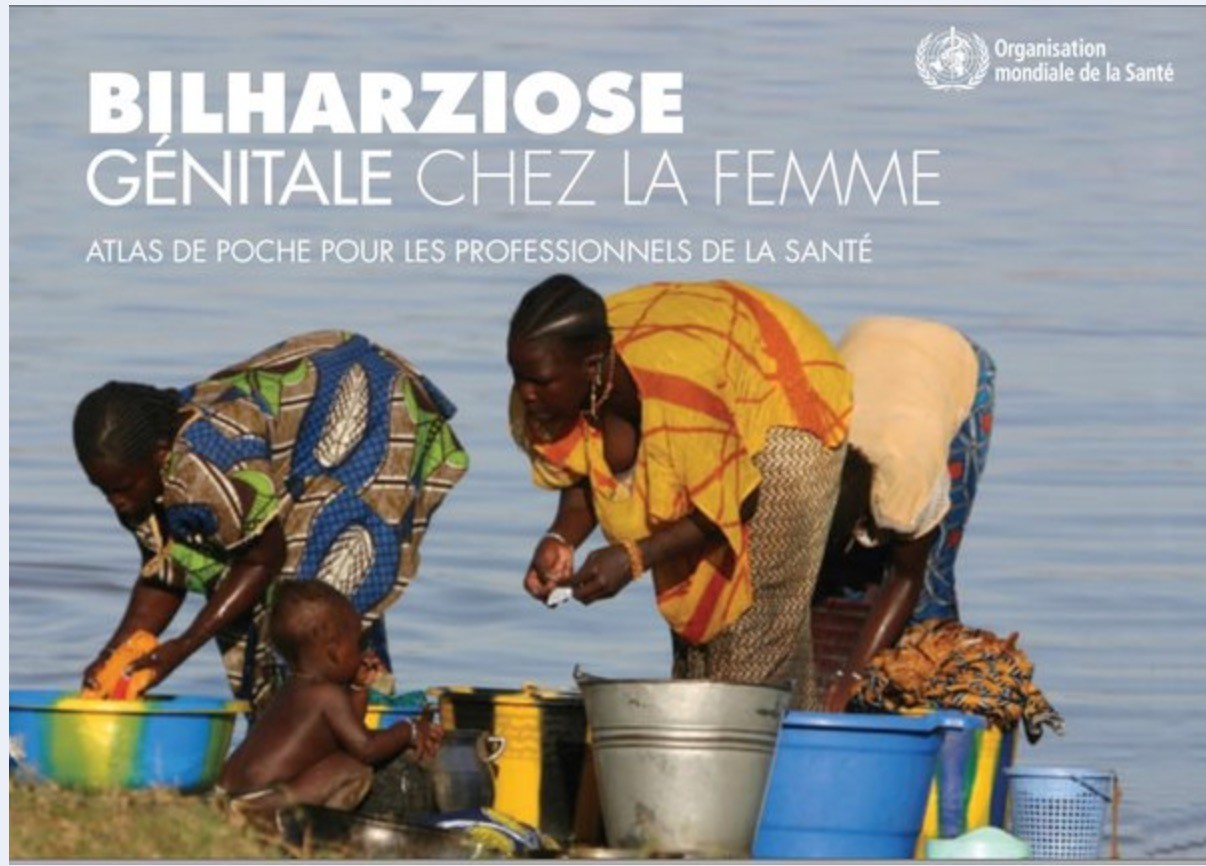 Organisation
mondiale de la Santé
BILHARZIOSE
GÉNITALE CHEZ LA FEMME
ATLAS DE POCHE POUR LES PROFESSIONNELS DE LA SANTÉ